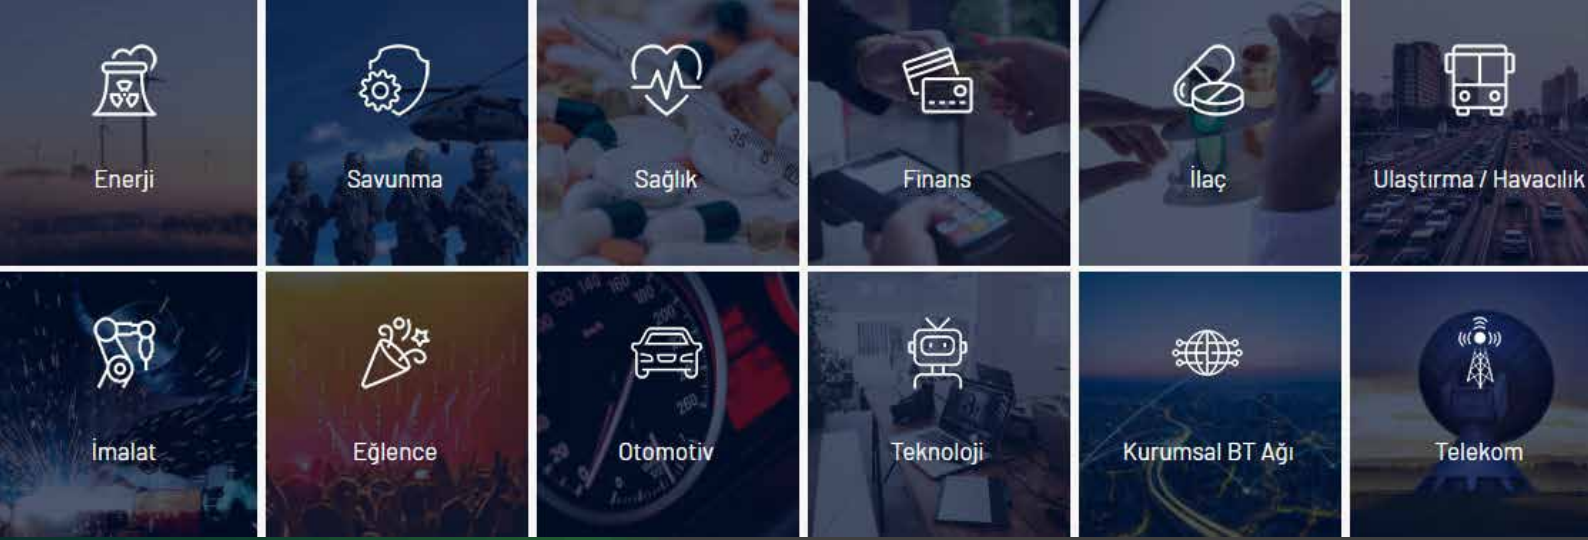 Enerji
Savunma
Sağlık
Finans
İlaç
Ulaştırma / Havacılık
İmalat
Eğlence
Otomotiv
Teknoloji
Kurumsal BT Ağı
Telekom